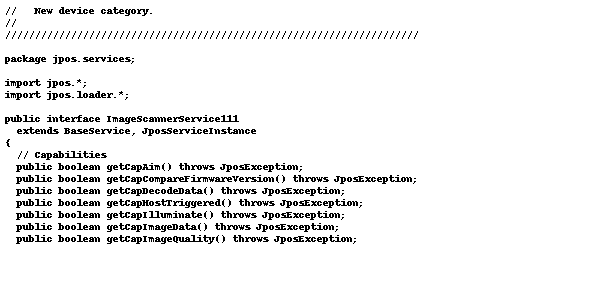 //   New device category.
//
/////////////////////////////////////////////////////////////////////
package jpos.services;
import jpos.*;
import jpos.loader.*;
public interface ImageScannerService111
  extends BaseService, JposServiceInstance
{
  // Capabilities
  public boolean getCapAim() throws JposException;
  public boolean getCapCompareFirmwareVersion() throws JposException;
  public boolean getCapDecodeData() throws JposException;
  public boolean getCapHostTriggered() throws JposException;
  public boolean getCapIlluminate() throws JposException;
  public boolean getCapImageData() throws JposException;
  public boolean getCapImageQuality() throws JposException;